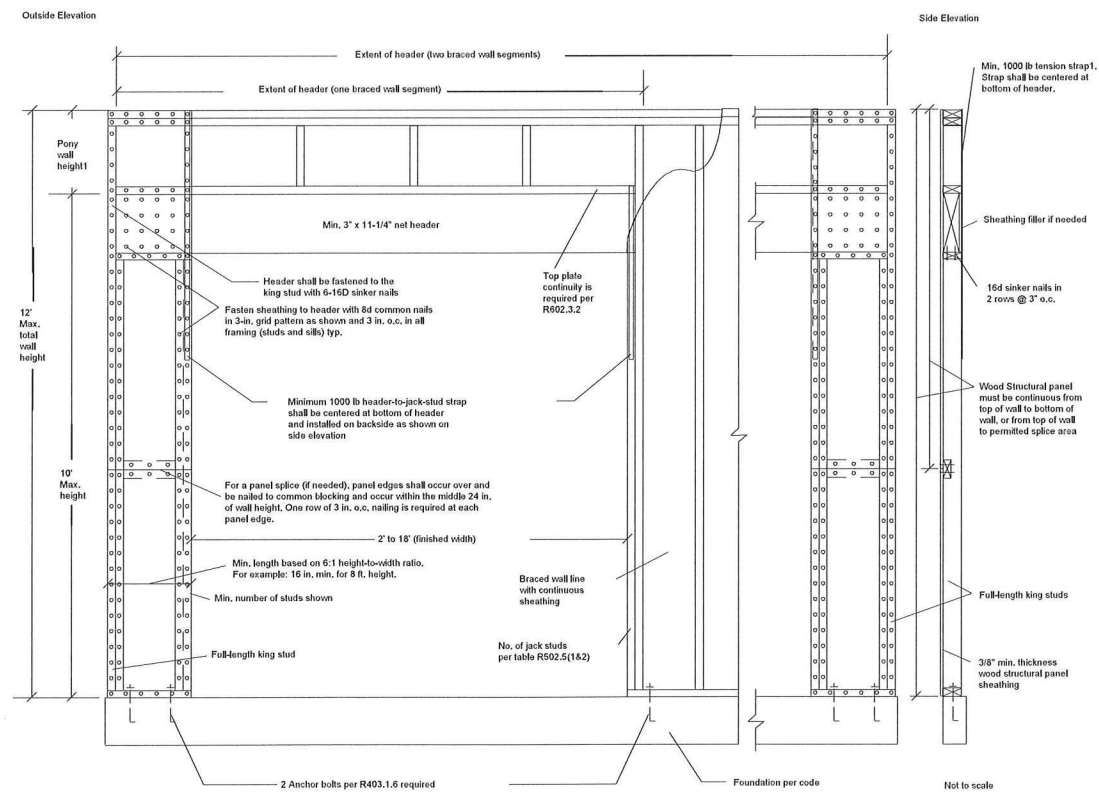 Outside Elevation
Side Elevation
Extent of header (two braced wall segments)
Extent of header (one braced wall segment)
Min. 1000 lb tension strap1.
Strap shall be centered at
bottom of header.
Pony
wall
height1
Min. 3" x 11-1/4" net header
Sheathing filler if needed
Header shall be fastened to the
king stud with 6-16D sinker nails
Top plate
continuity is
required per
R602.3.2
16d sinker nails in
2 rows @ 3" o.c.
Fasten sheathing to header with 8d common nails
in 3-in. grid pattern as shown and 3 in. o.c. in all
framing (studs and sills) typ.
12'
Max.
total
wall
height
Minimum 1000 lb header-to-jack-stud strap
shall be centered at bottom of header
and installed on backside as shown on
side elevation
Wood Structural panel
must be continuous from
top of wall to bottom of
wall, or from top of wall
to permitted splice area
10'
Max.
height
For a panel splice (if needed), panel edges shall occur over and
be nailed to common blocking and occur within the middle 24 in.
of wall height. One row of 3 in. o.c. nailing is required at each
panel edge.
2' to 18' (finished width)
Min. length based on 6:1 height-to-width ratio.
For example: 16 in. min. for 8 ft. height.
Braced wall line
with continuous
sheathing
Min. number of studs shown
Full-length king studs
No. of jack studs
per table R502.5(1&2)
Full-length king stud
3/8" min. thickness
wood structural panel
sheathing
2 Anchor bolts per R403.1.6 required
Foundation per code
Not to scale